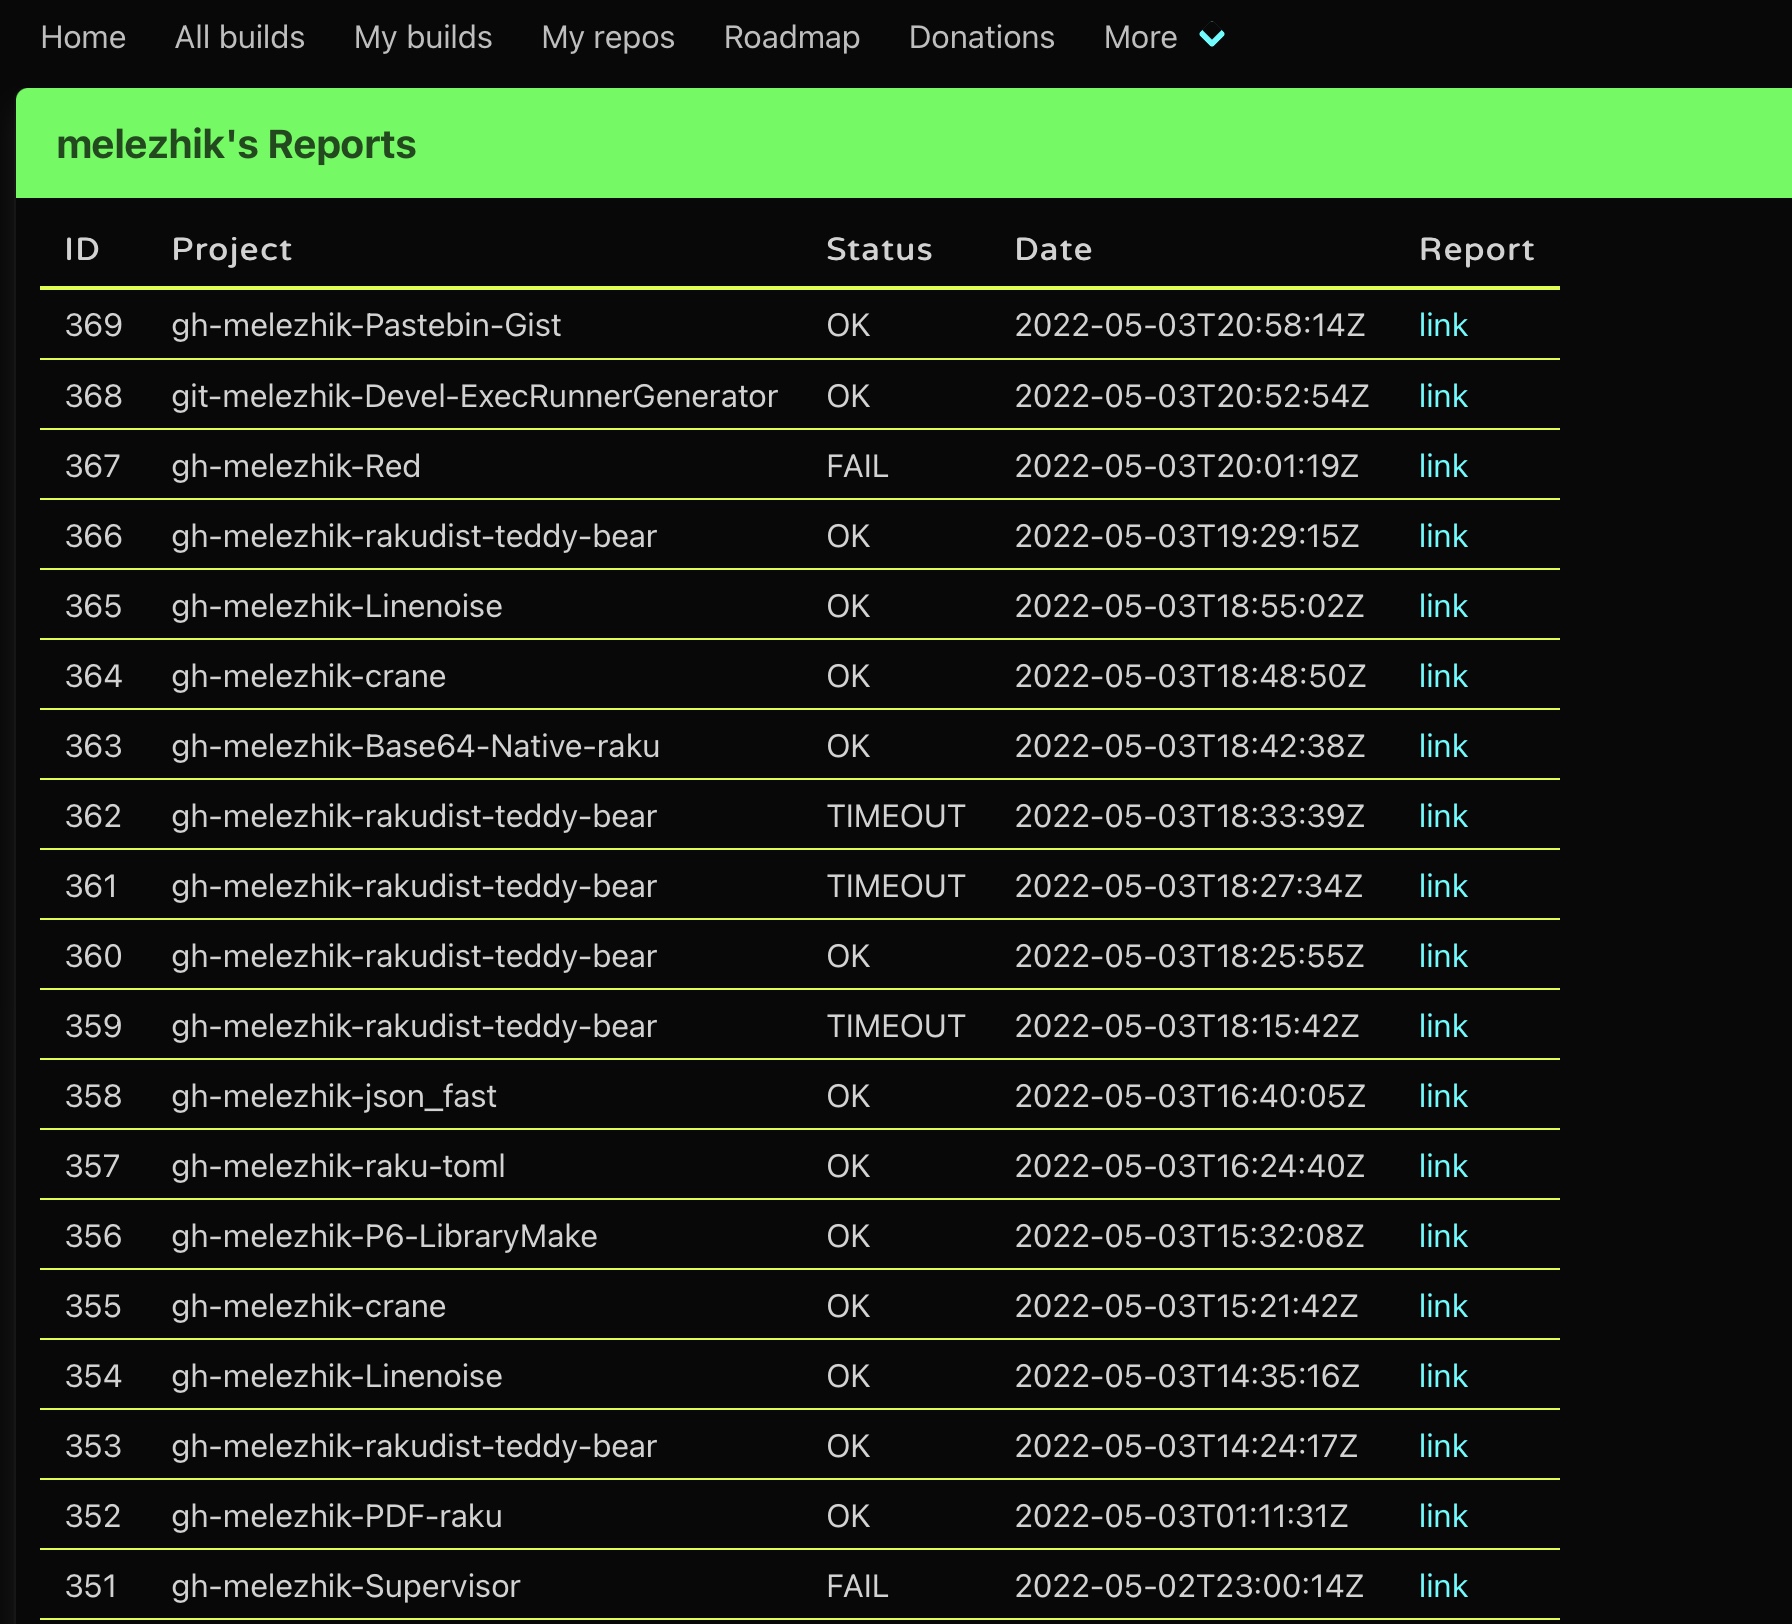 Home All builds My builds My repos Roadmap Donations More
melezhik's Reports
ID Project Status Date Report
369 gh-melezhik-Pastebin-Gist OK 2022-05-03T20:58:14Z link
368 git-melezhik-Devel-ExecRunnerGenerator OK 2022-05-03T20:52:54Z link
367 gh-melezhik-Red FAIL 2022-05-03T20:01:19Z link
366 gh-melezhik-rakudist-teddy-bear OK 2022-05-03T19:29:15Z link
365 gh-melezhik-Linenoise OK 2022-05-03T18:55:02Z link
364 gh-melezhik-crane OK 2022-05-03T18:48:50Z link
363 gh-melezhik-Base64-Native-raku OK 2022-05-03T18:42:38Z link
362 gh-melezhik-rakudist-teddy-bear TIMEOUT 2022-05-03T18:33:39Z link
361 gh-melezhik-rakudist-teddy-bear TIMEOUT 2022-05-03T18:27:34Z link
360 gh-melezhik-rakudist-teddy-bear OK 2022-05-03T18:25:55Z link
359 gh-melezhik-rakudist-teddy-bear TIMEOUT 2022-05-03T18:15:42Z link
358 gh-melezhik-json_fast OK 2022-05-03T16:40:05Z link
357 gh-melezhik-raku-toml OK 2022-05-03T16:24:40Z link
356 gh-melezhik-P6-LibraryMake OK 2022-05-03T15:32:08Z link
355 gh-melezhik-crane OK 2022-05-03T15:21:42Z link
354 gh-melezhik-Linenoise OK 2022-05-03T14:35:16Z link
353 gh-melezhik-rakudist-teddy-bear OK 2022-05-03T14:24:17Z link
352 gh-melezhik-PDF-raku OK 2022-05-03T01:11:31Z link
351 gh-melezhik-Supervisor FAIL 2022-05-02T23:00:14Z link